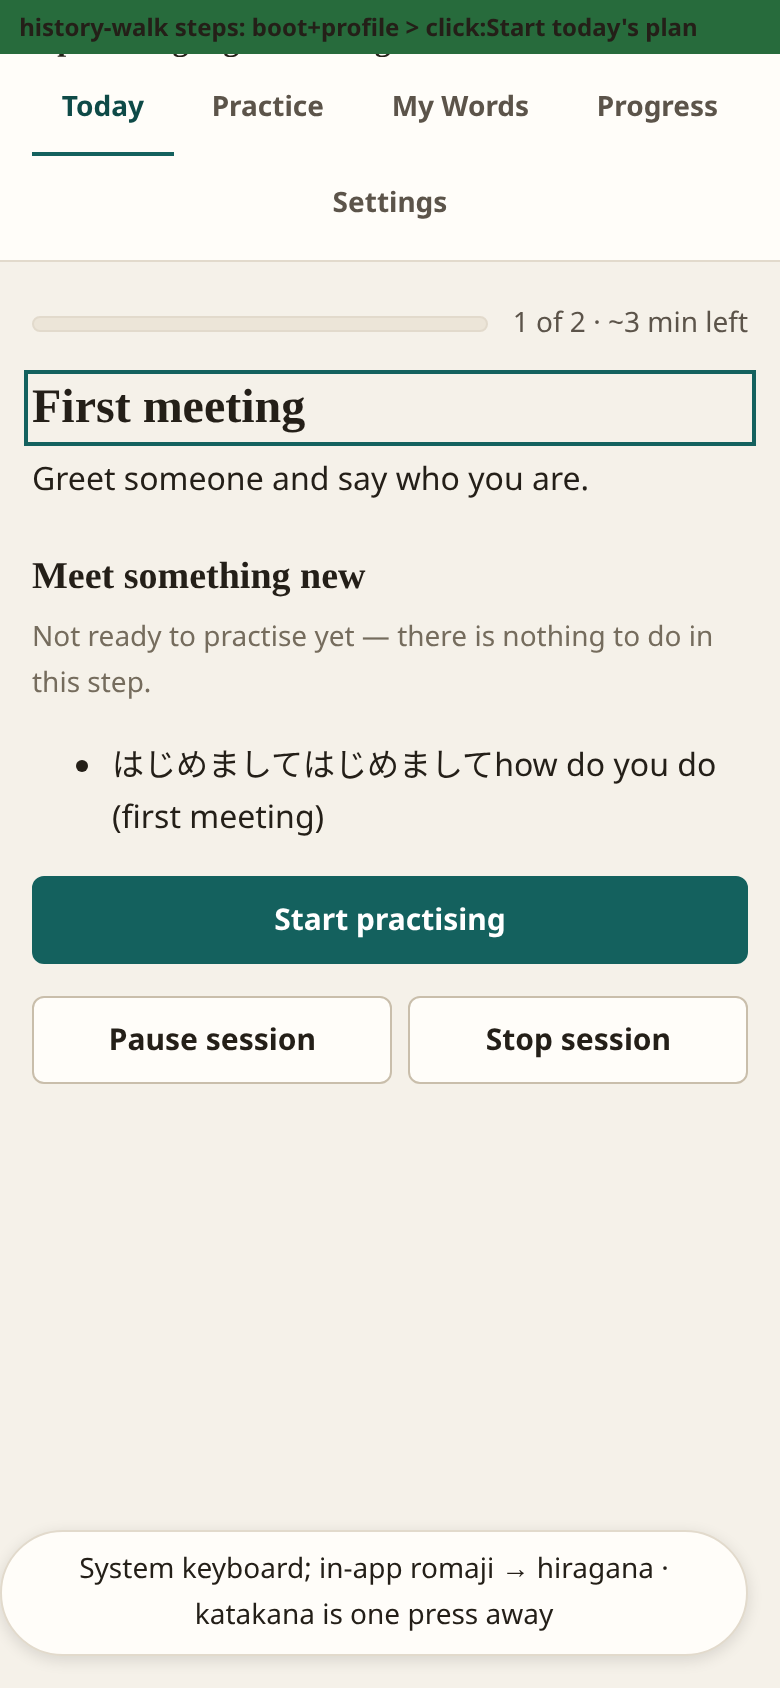 history-walk steps: boot+profile > click:Start today's plan
Today Practice My Words Progress
Settings
1 of 2 · ~3 min left
First meeting
Greet someone and say who you are.
Meet something new
Not ready to practise yet — there is nothing to do in
this step.
• はじめましてはじめましてhow do you do
(first meeting)
Start practising
Pause session Stop session
System keyboard; in-app romaji → hiragana ·
katakana is one press away